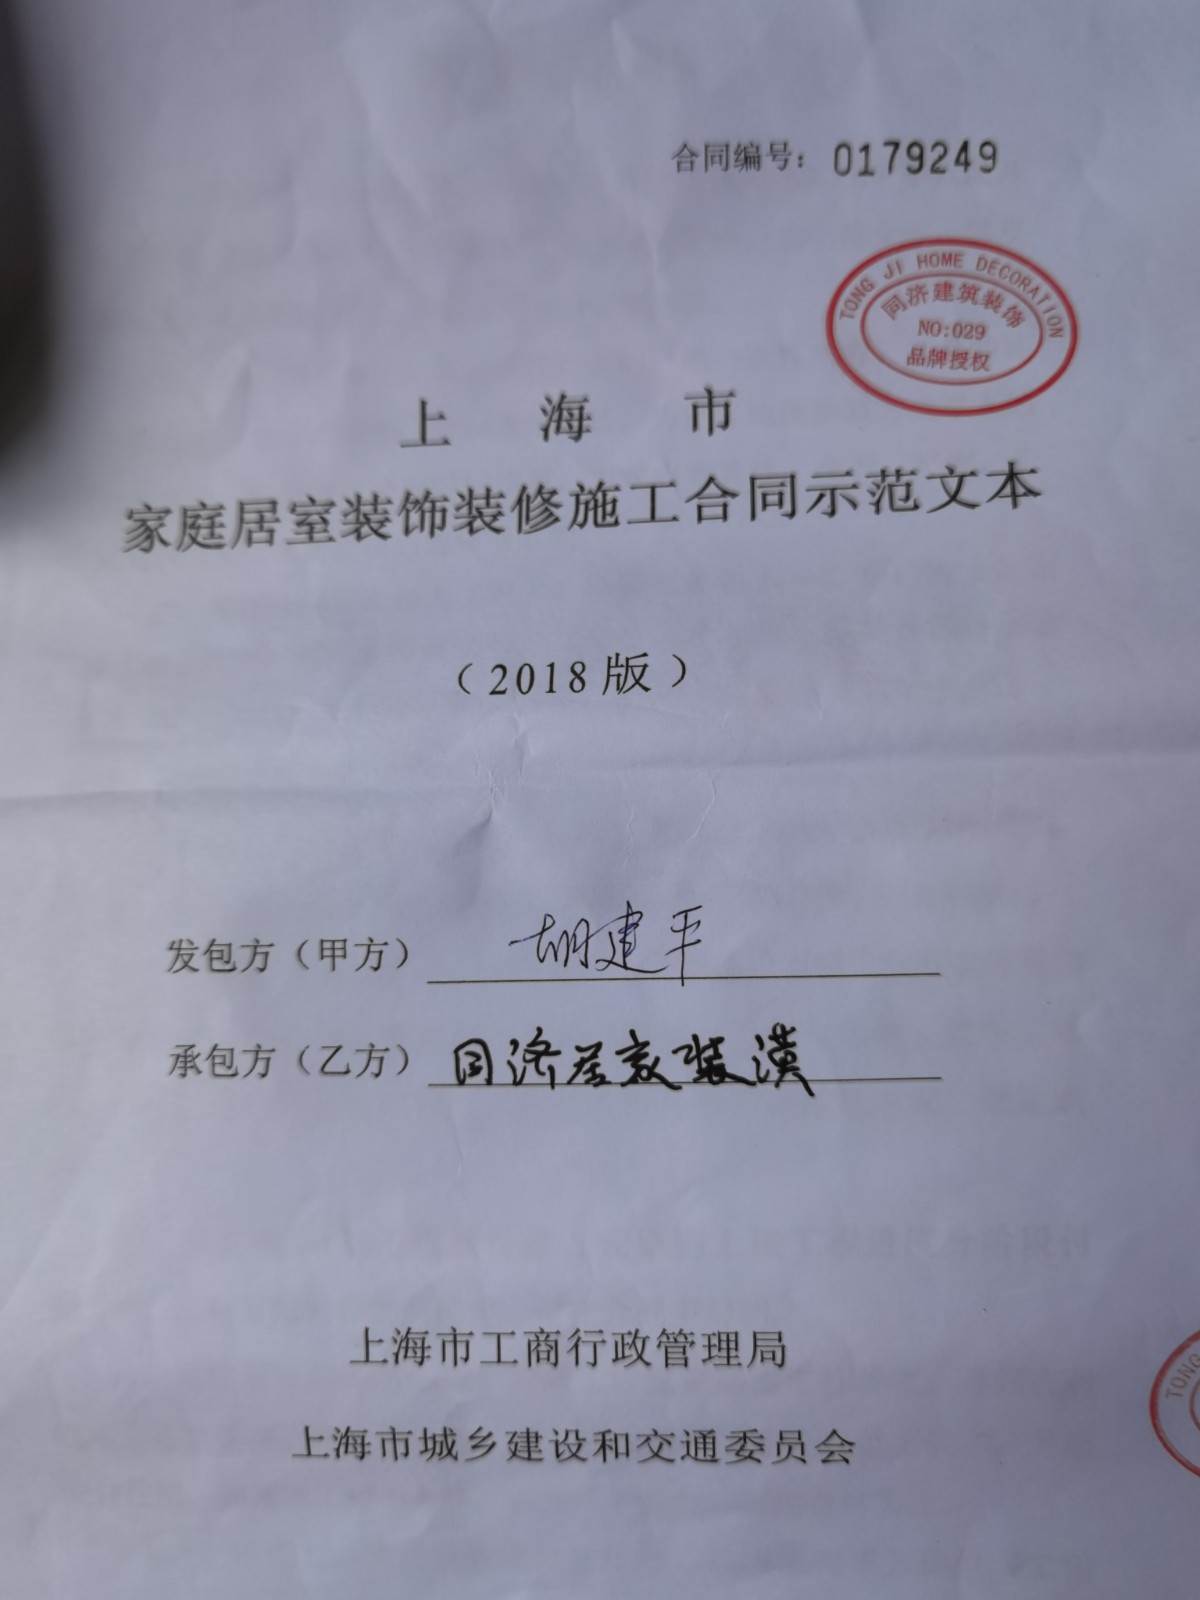 合同编号：0179249
TONG JI HOME DECORATION
同济建筑装饰
NO:029
品牌授权
上海市
家庭居室装饰装修施工合同示范文本
（2018版）
发包方（甲方）胡建平
承包方（乙方）同济居家装潢
上海市工商行政管理局
TONG
上海市城乡建设和交通委员会